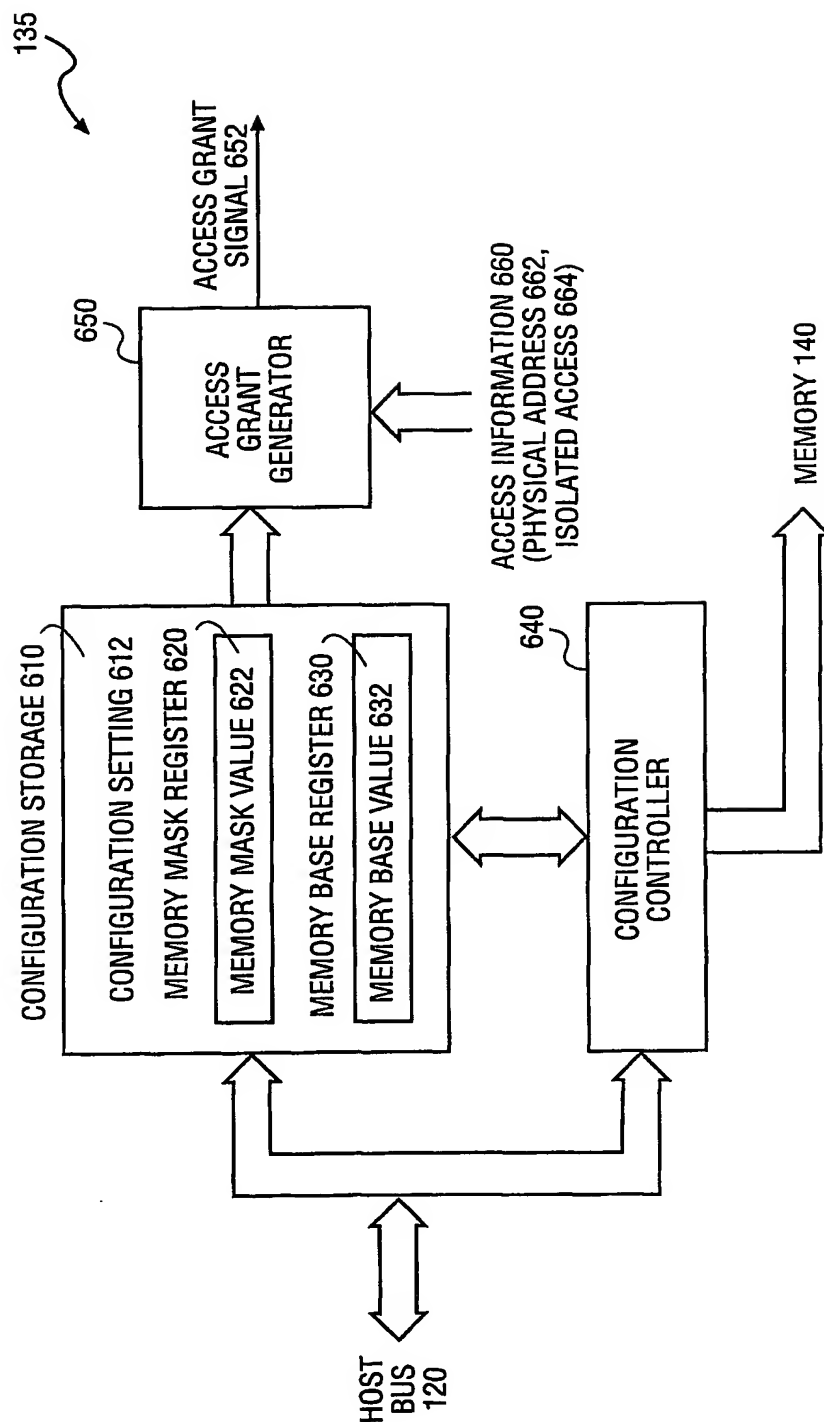 135
CONFIGURATION STORAGE 610
CONFIGURATION SETTING 612
MEMORY MASK REGISTER 620
MEMORY MASK VALUE 622
MEMORY BASE REGISTER 630
MEMORY BASE VALUE 632
650
ACCESS
GRANT
GENERATOR
ACCESS GRANT
SIGNAL 652
ACCESS INFORMATION 660
(PHYSICAL ADDRESS 662,
ISOLATED ACCESS 664)
HOST
BUS
120
640
CONFIGURATION
CONTROLLER
MEMORY 140